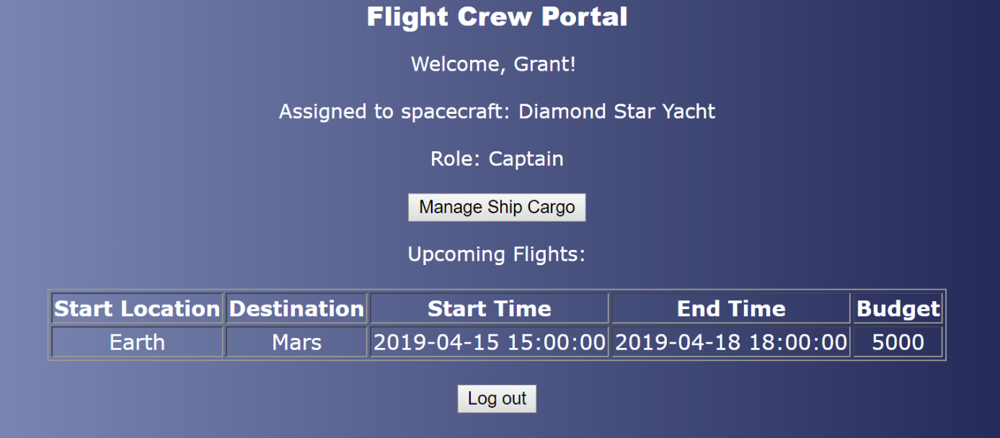 Flight Crew Portal
Welcome, Grant!
Assigned to spacecraft: Diamond Star Yacht
Role: Captain
Manage Ship Cargo
Upcoming Flights:
Start Location Destination Start Time End Time Budget
Earth Mars 2019-04-15 15:00:00 2019-04-18 18:00:00 5000
Log out